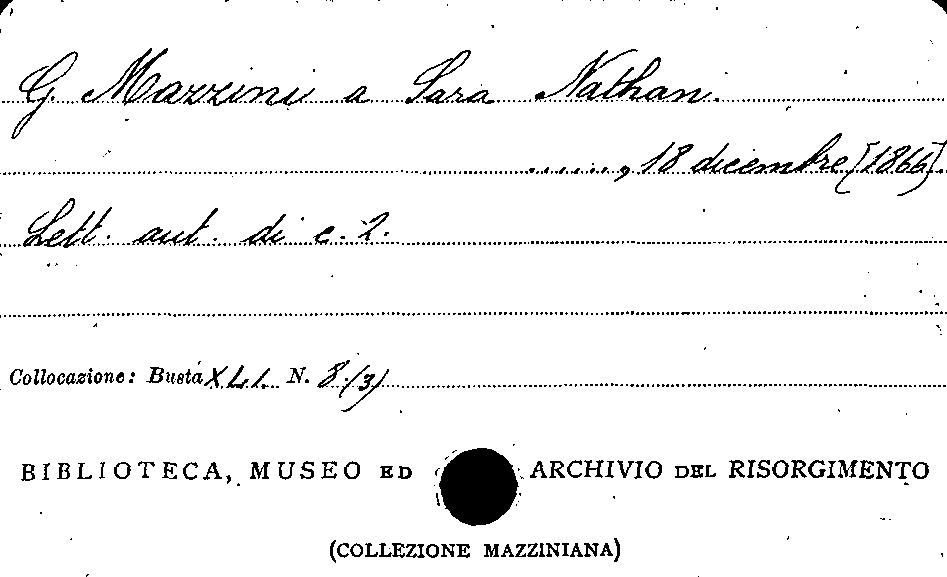 G. Mazzini a Sara Nathan.
......, 18 dicembre [1866].
Lett. aut. di c. 2.
Collocazione: Busta XLI. N. 8.(3)
BIBLIOTECA, MUSEO ED ARCHIVIO DEL RISORGIMENTO
(COLLEZIONE MAZZINIANA)